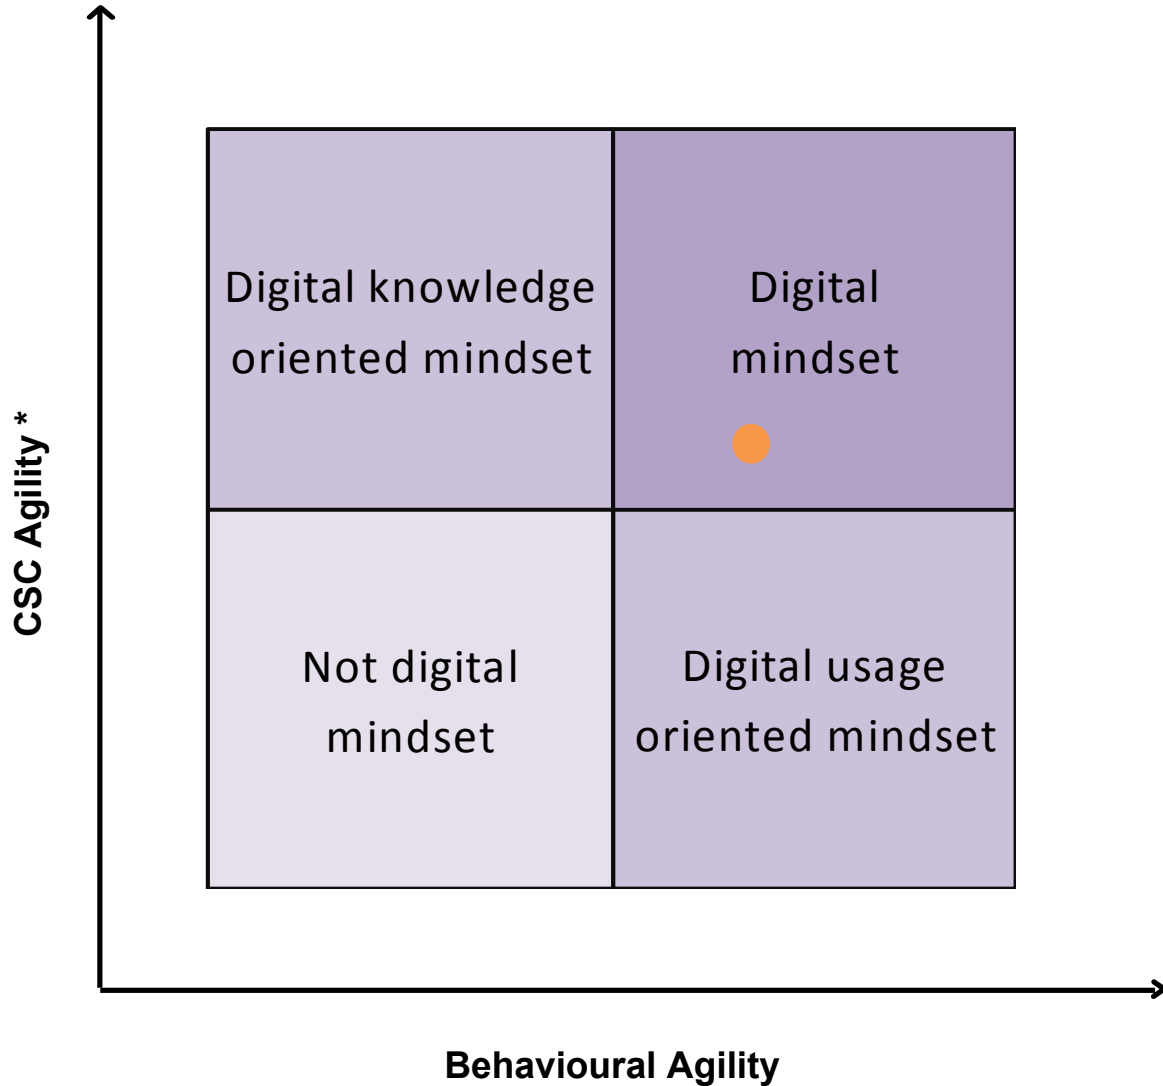 Digital knowledge
oriented mindset
Digital
mindset
CSC Agility *
Not digital
mindset
Digital usage
oriented mindset
Behavioural Agility